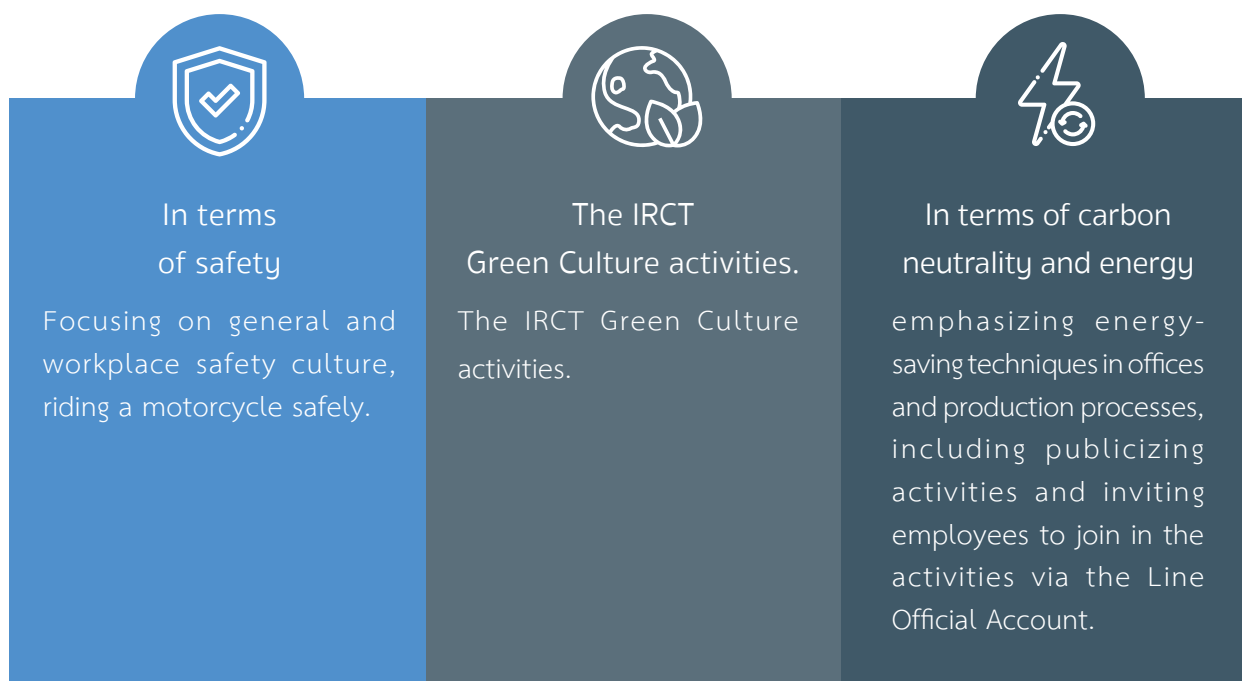 In terms
of safety
Focusing on general and
workplace safety culture,
riding a motorcycle safely.
The IRCT
Green Culture activities.
The IRCT Green Culture
activities.
In terms of carbon
neutrality and energy
emphasizing energy-
saving techniques in offices
and production processes,
including publicizing
activities and inviting
employees to join in the
activities via the Line
Official Account.